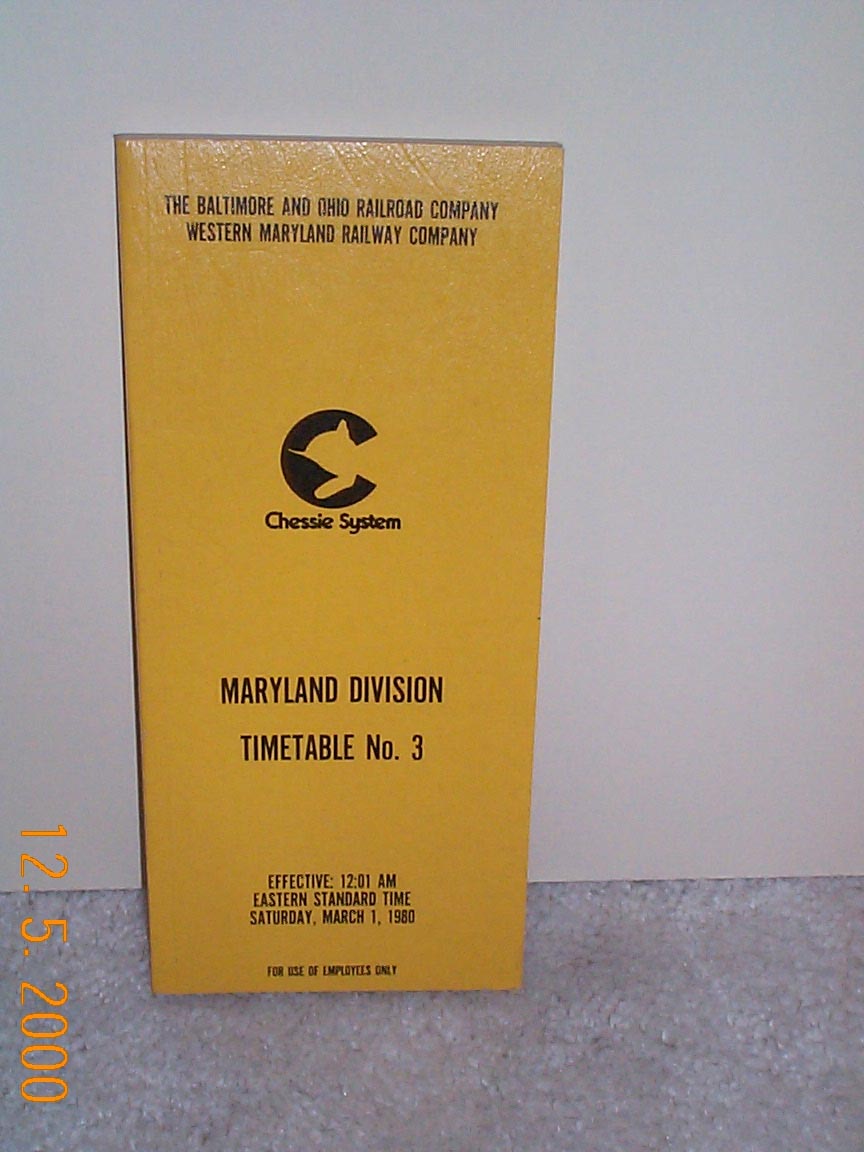 THE BALTIMORE AND OHIO RAILROAD COMPANY
WESTERN MARYLAND RAILWAY COMPANY
Chessie System
MARYLAND DIVISION
TIMETABLE No. 3
EFFECTIVE: 12:01 AM
EASTERN STANDARD TIME
SATURDAY, MARCH 1, 1980
FOR USE OF EMPLOYEES ONLY
12. 5. 2000